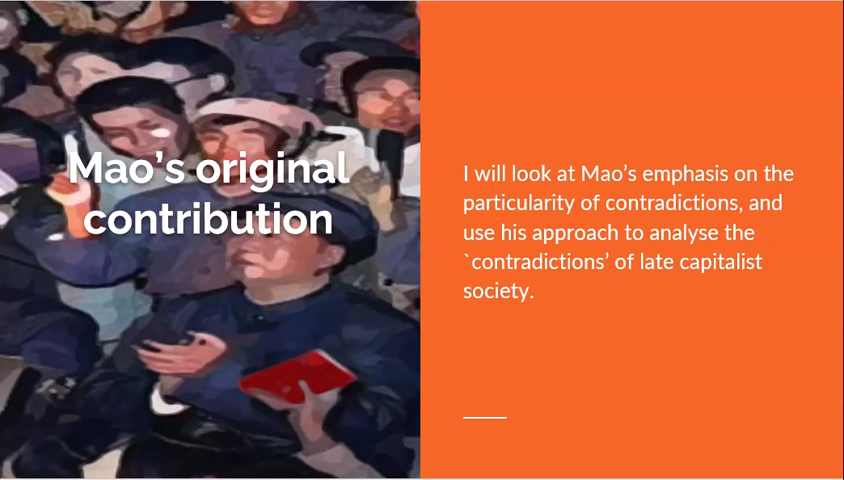 Mao’s original
contribution
I will look at Mao’s emphasis on the
particularity of contradictions, and
use his approach to analyse the
`contradictions’ of late capitalist
society.